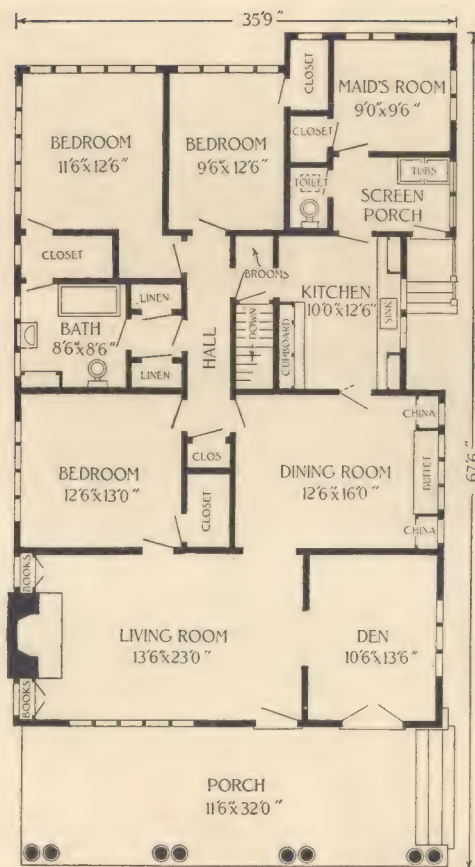 35'9"
CLOSET
MAID'S ROOM
9'0"x9'6"
BEDROOM
11'6"x12'6"
BEDROOM
9'6"x12'6"
CLOSET
TOILET
TUBS
SCREEN
PORCH
CLOSET
BROOMS
KITCHEN
10'0"x12'6"
LINEN
BATH
8'6"x8'6"
SINK
HALL
DOWN
CUPBOARD
LINEN
CHINA
CLOS
BEDROOM
12'6"x13'0"
DINING ROOM
12'6"x16'0"
BUFFET
67'6"
CLOSET
CHINA
BOOKS
LIVING ROOM
13'6"x23'0"
DEN
10'6"x13'6"
BOOKS
PORCH
11'6"x32'0"